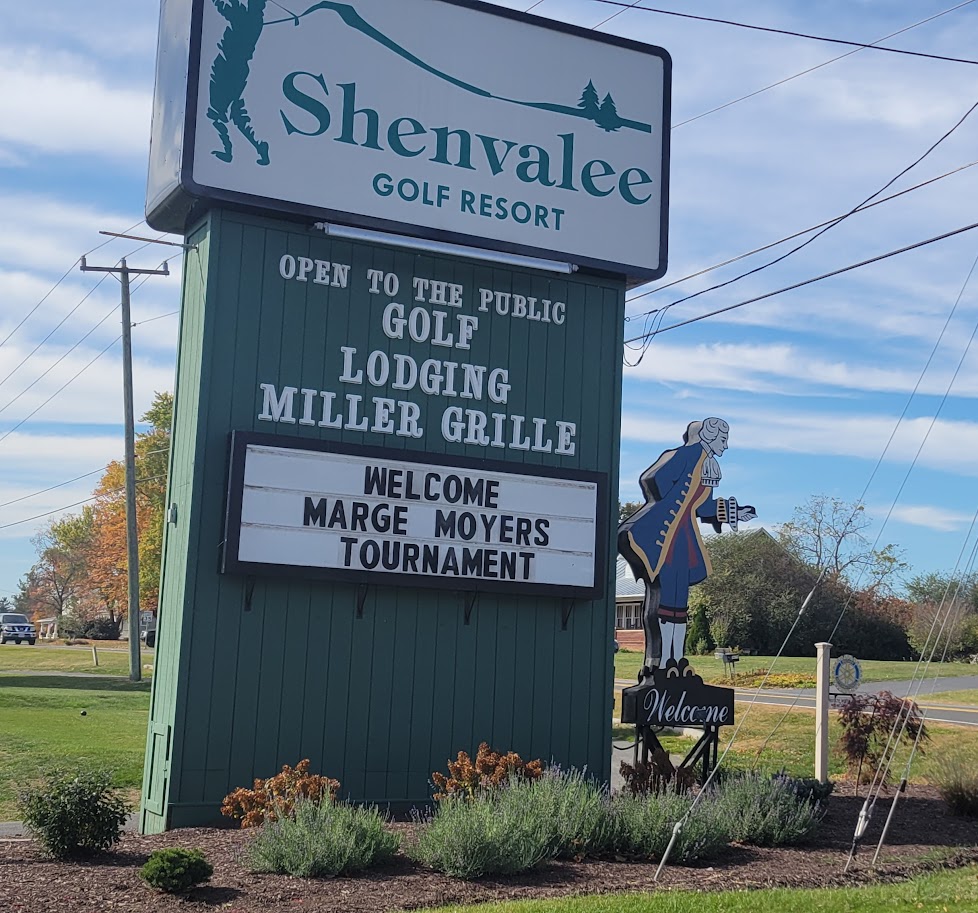 Shenvalee
GOLF RESORT
OPEN TO THE PUBLIC
GOLF
LODGING
MILLER GRILLE
WELCOME
MARGE MOYERS
TOURNAMENT
Welcome